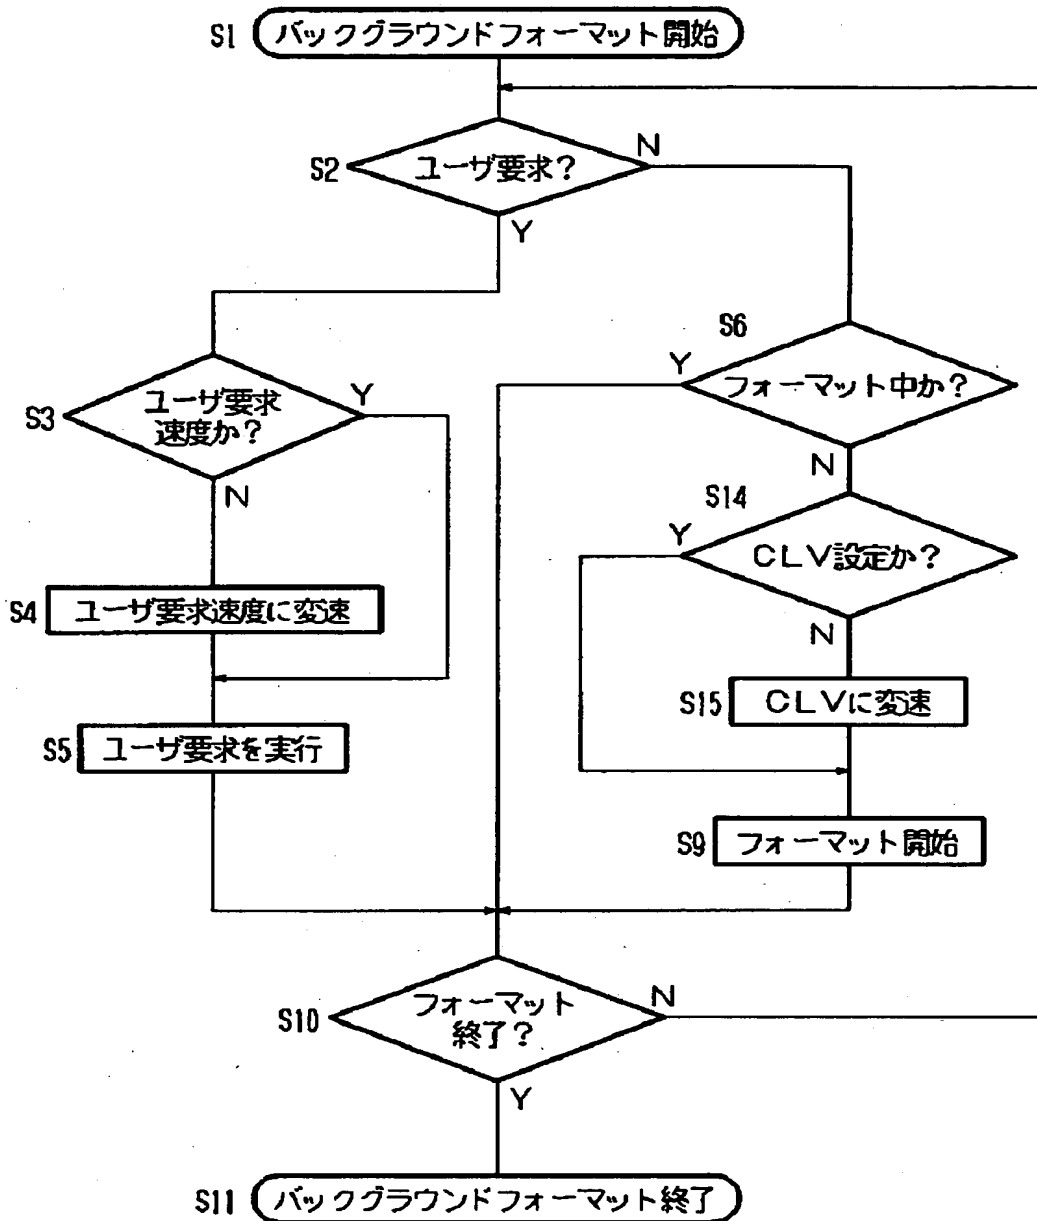 S1 バックグラウンドフォーマット開始
S2 ユーザ要求?
N
Y
S3 ユーザ要求
速度か?
Y
N
S4 ユーザ要求速度に変速
S5 ユーザ要求を実行
S6
Y
フォーマット中か?
N
S14
Y
CLV設定か?
N
S15 CLVに変速
S9 フォーマット開始
S10 フォーマット
終了?
N
Y
S11 バックグラウンドフォーマット終了